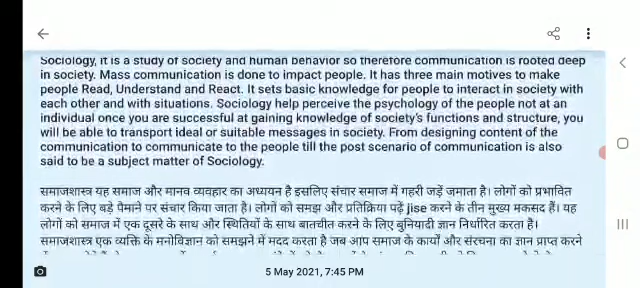 Sociology, it is a study of society and human behavior so therefore communication is rooted deep
in society. Mass communication is done to impact people. It has three main motives to make
people Read, Understand and React. It sets basic knowledge for people to interact in society with
each other and with situations. Sociology help perceive the psychology of the people not at an
individual once you are successful at gaining knowledge of society's functions and structure, you
will be able to transport ideal or suitable messages in society. From designing content of the
communication to communicate to the people till the post scenario of communication is also
said to be a subject matter of Sociology.
समाजशास्त्र यह समाज और मानव व्यवहार का अध्ययन है इसलिए संचार समाज में गहरी जड़ें जमाता है। लोगों को प्रभावित
करने के लिए बड़े पैमाने पर संचार किया जाता है। लोगों को समझ और प्रतिक्रिया पढ़ें jise करने के तीन मुख्य मकसद हैं। यह
लोगों को समाज में एक दूसरे के साथ और स्थितियों के साथ बातचीत करने के लिए बुनियादी ज्ञान निर्धारित करता है।
समाजशास्त्र एक व्यक्ति के मनोविज्ञान को समझने में मदद करता है जब आप समाज के कार्यों और संरचना का ज्ञान प्राप्त करने
5 May 2021, 7:45 PM